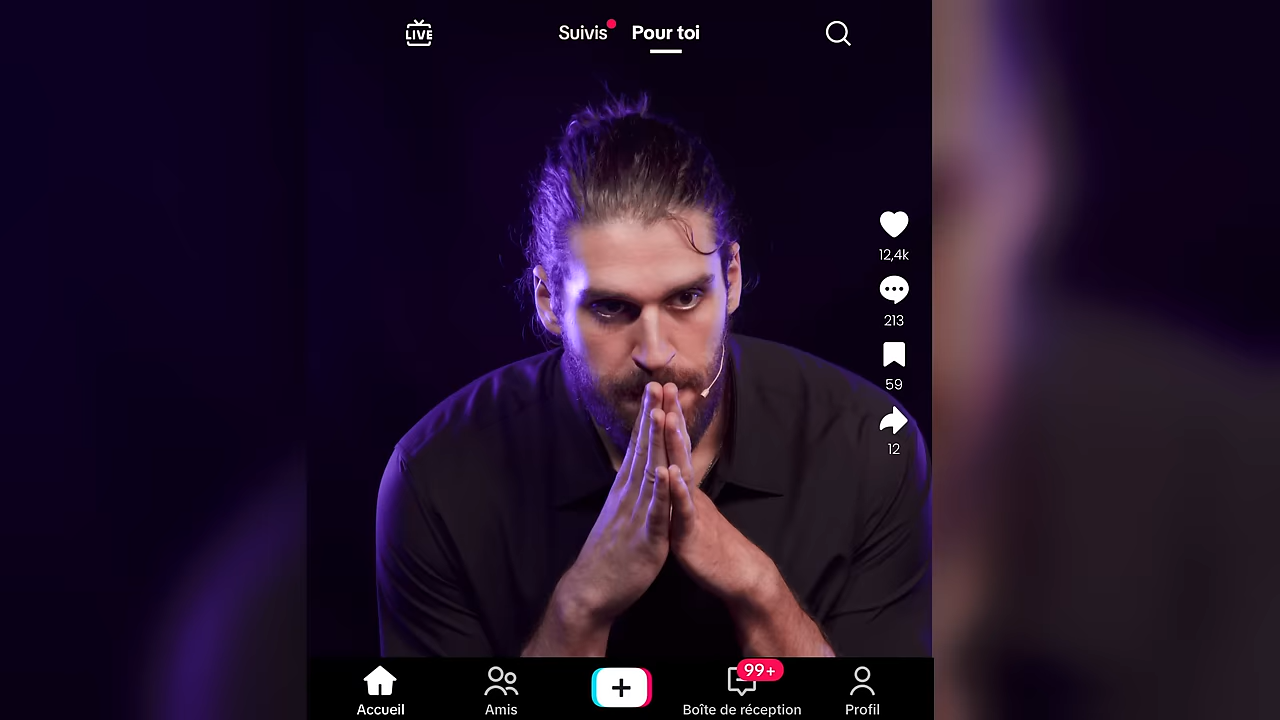 LIVE
Suivis
Pour toi
12,4k
213
59
12
99+
Accueil
Amis
Boîte de réception
Profil